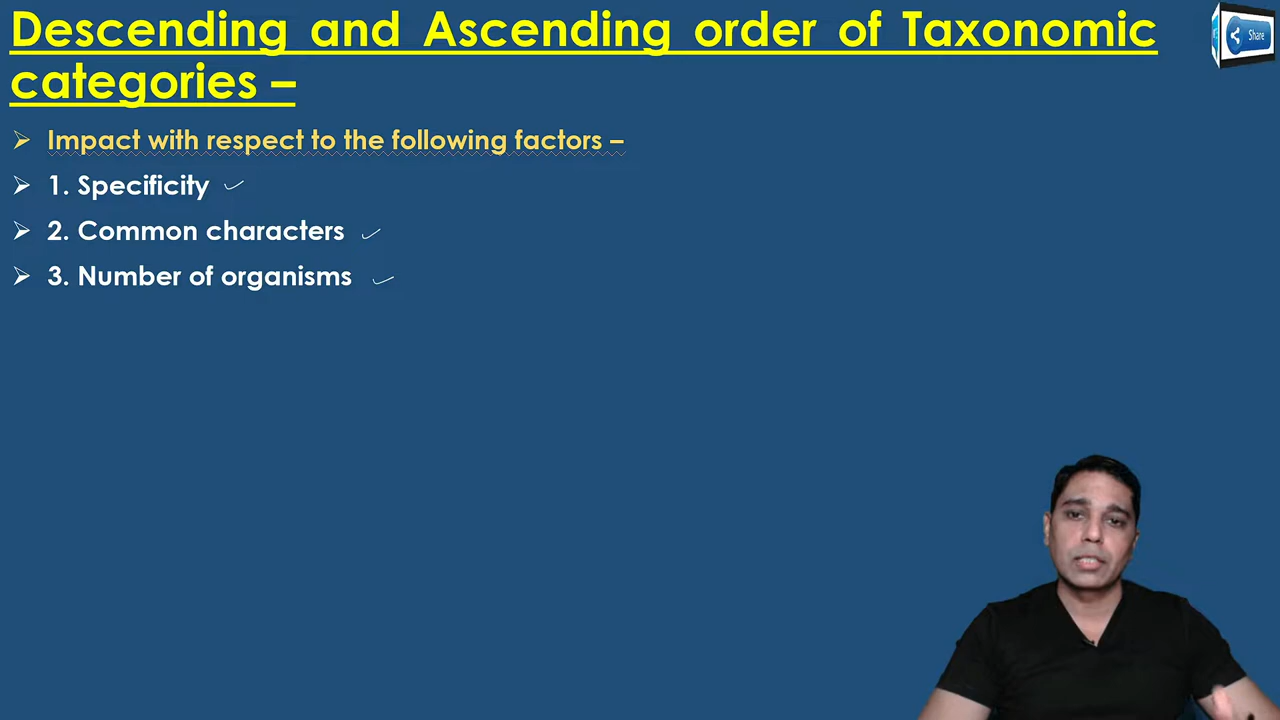 Descending and Ascending order of Taxonomic
categories –
Impact with respect to the following factors –
1. Specificity
2. Common characters
3. Number of organisms
Share